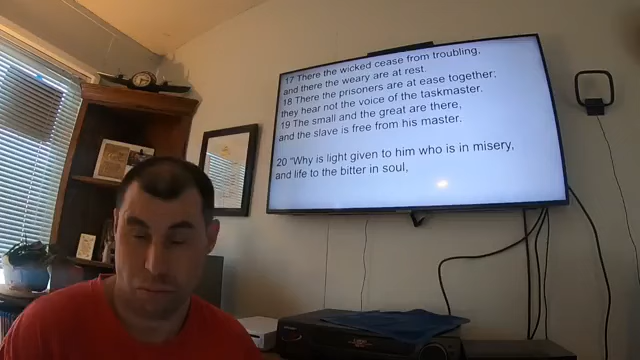 17 There the wicked cease from troubling,
and there the weary are at rest.
18 There the prisoners are at ease together;
they hear not the voice of the taskmaster.
19 The small and the great are there,
and the slave is free from his master.
20 “Why is light given to him who is in misery,
and life to the bitter in soul,